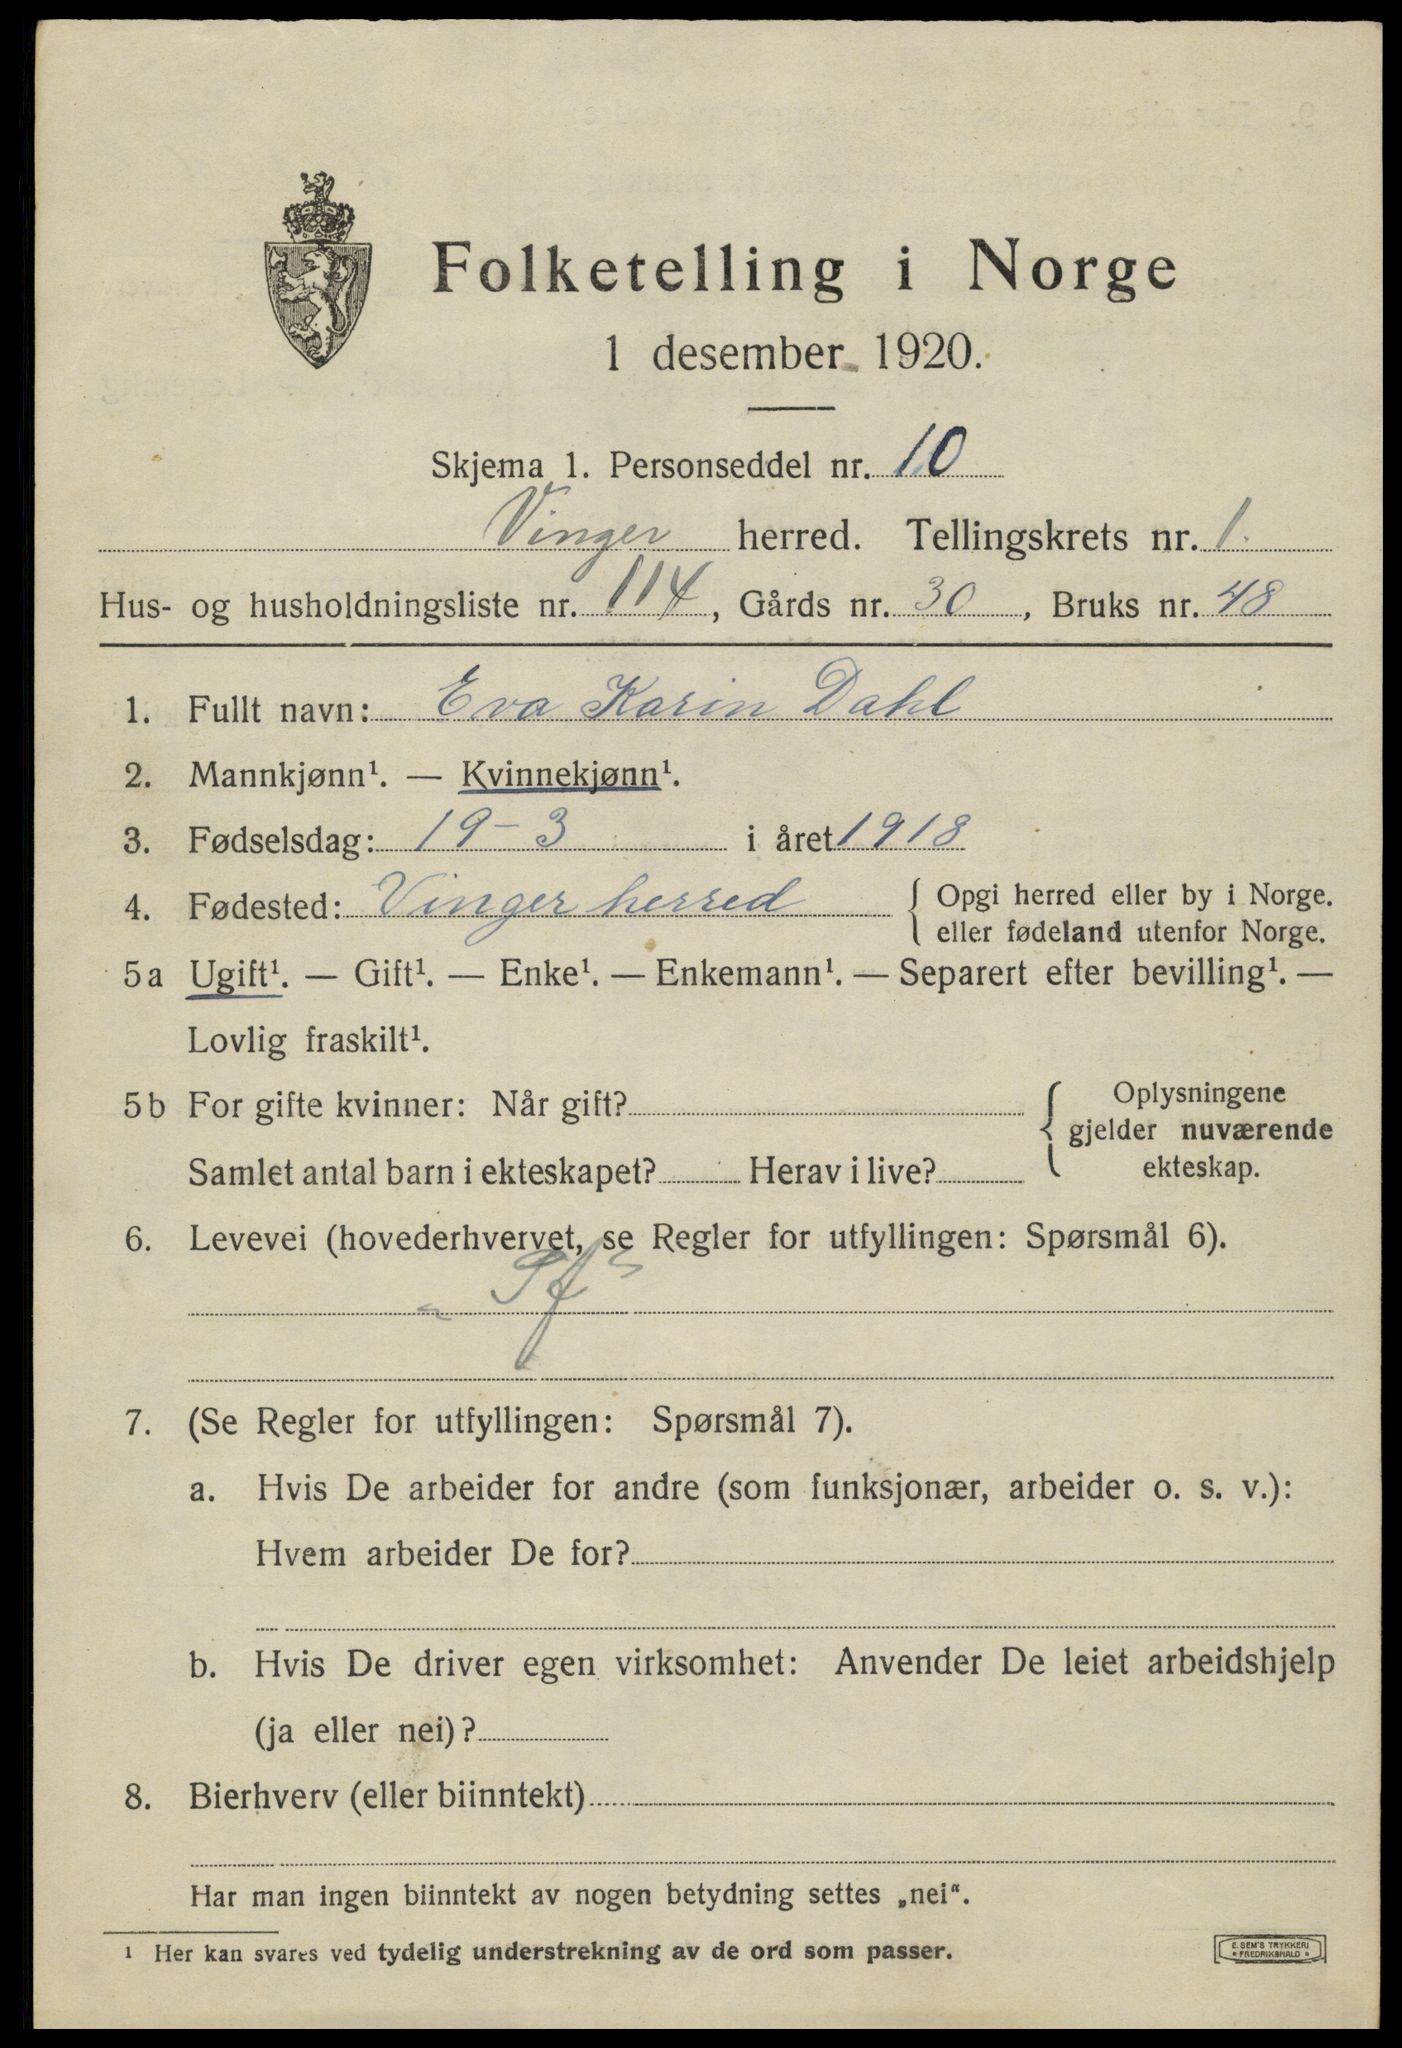 Folketelling i Norge
1 desember 1920.
Skjema 1. Personseddel nr. 10
Vinger herred. Tellingskrets nr. 1.
Hus- og husholdningsliste nr. 114, Gårds nr. 30, Bruks nr. 48
1. Fullt navn: Eva Karin Dahl
2. Mannkjønn¹. — Kvinnekjønn¹.
3. Fødselsdag: 19-3 i året 1918
4. Fødested: Vinger herred { Opgi herred eller by i Norge.
eller fødeland utenfor Norge.
5a Ugift¹. — Gift¹. — Enke¹. — Enkemann¹. — Separert efter bevilling¹. —
Lovlig fraskilt¹.
5b For gifte kvinner: Når gift? { Oplysningene
gjelder nuværende
Samlet antal barn i ekteskapet? Herav i live? ekteskap.
6. Levevei (hovederhvervet, se Regler for utfyllingen: Spørsmål 6).
7. (Se Regler for utfyllingen: Spørsmål 7).
a. Hvis De arbeider for andre (som funksjonær, arbeider o. s. v.):
Hvem arbeider De for?
b. Hvis De driver egen virksomhet: Anvender De leiet arbeidshjelp
(ja eller nei)?
8. Bierhverv (eller biinntekt)
Har man ingen biinntekt av nogen betydning settes „nei“.
¹ Her kan svares ved tydelig understrekning av de ord som passer.
E. SEM'S TRYKKERI
• FREDRIKSHALD •